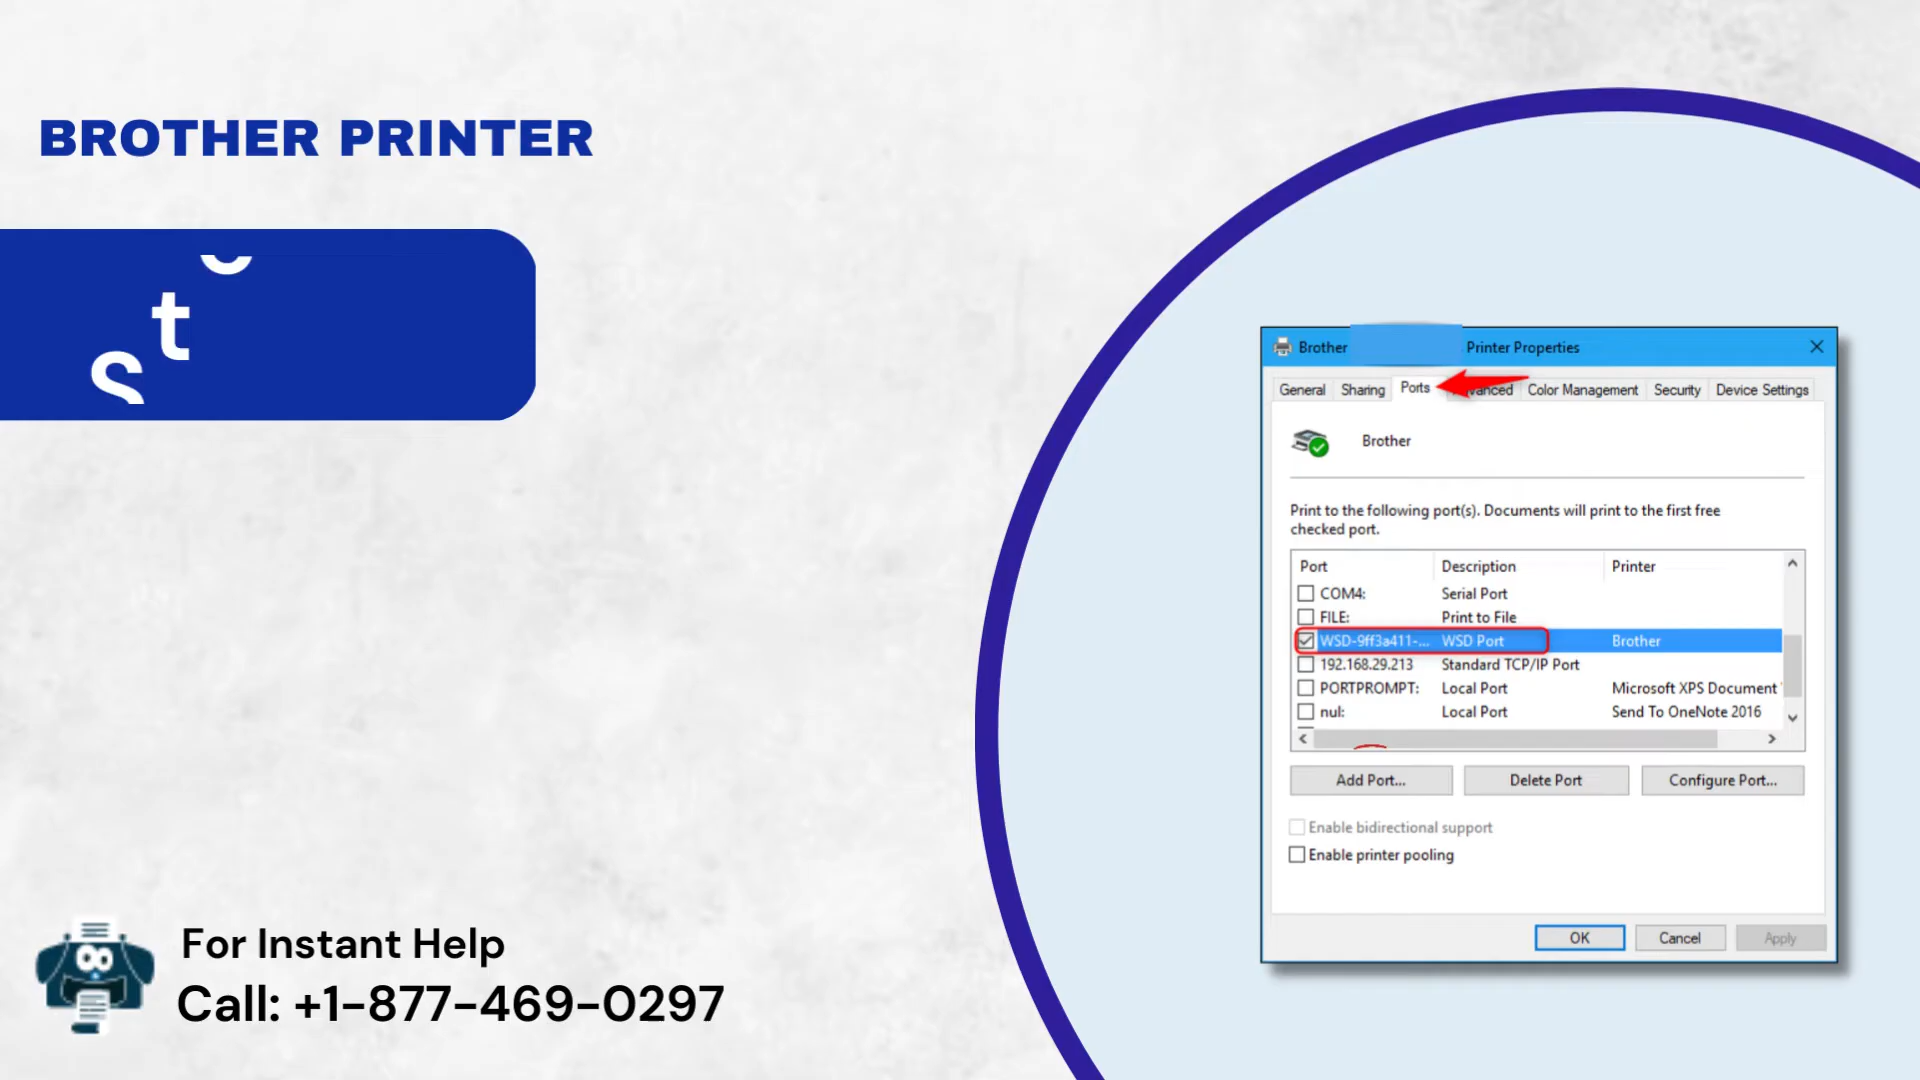 BROTHER PRINTER
st
Brother Printer Properties
General Sharing Ports Color Management Security Device Settings
Brother
Print to the following port(s). Documents will print to the first free
checked port.
Port Description Printer
COM4: Serial Port
FILE: Print to File
WSD-9ff3a411-... WSD Port Brother
192.168.29.213 Standard TCP/IP Port
PORTPROMPT: Local Port Microsoft XPS Document
nul: Local Port Send To OneNote 2016
Add Port... Delete Port Configure Port...
Enable bidirectional support
Enable printer pooling
OK Cancel Apply
For Instant Help
Call: +1-877-469-0297